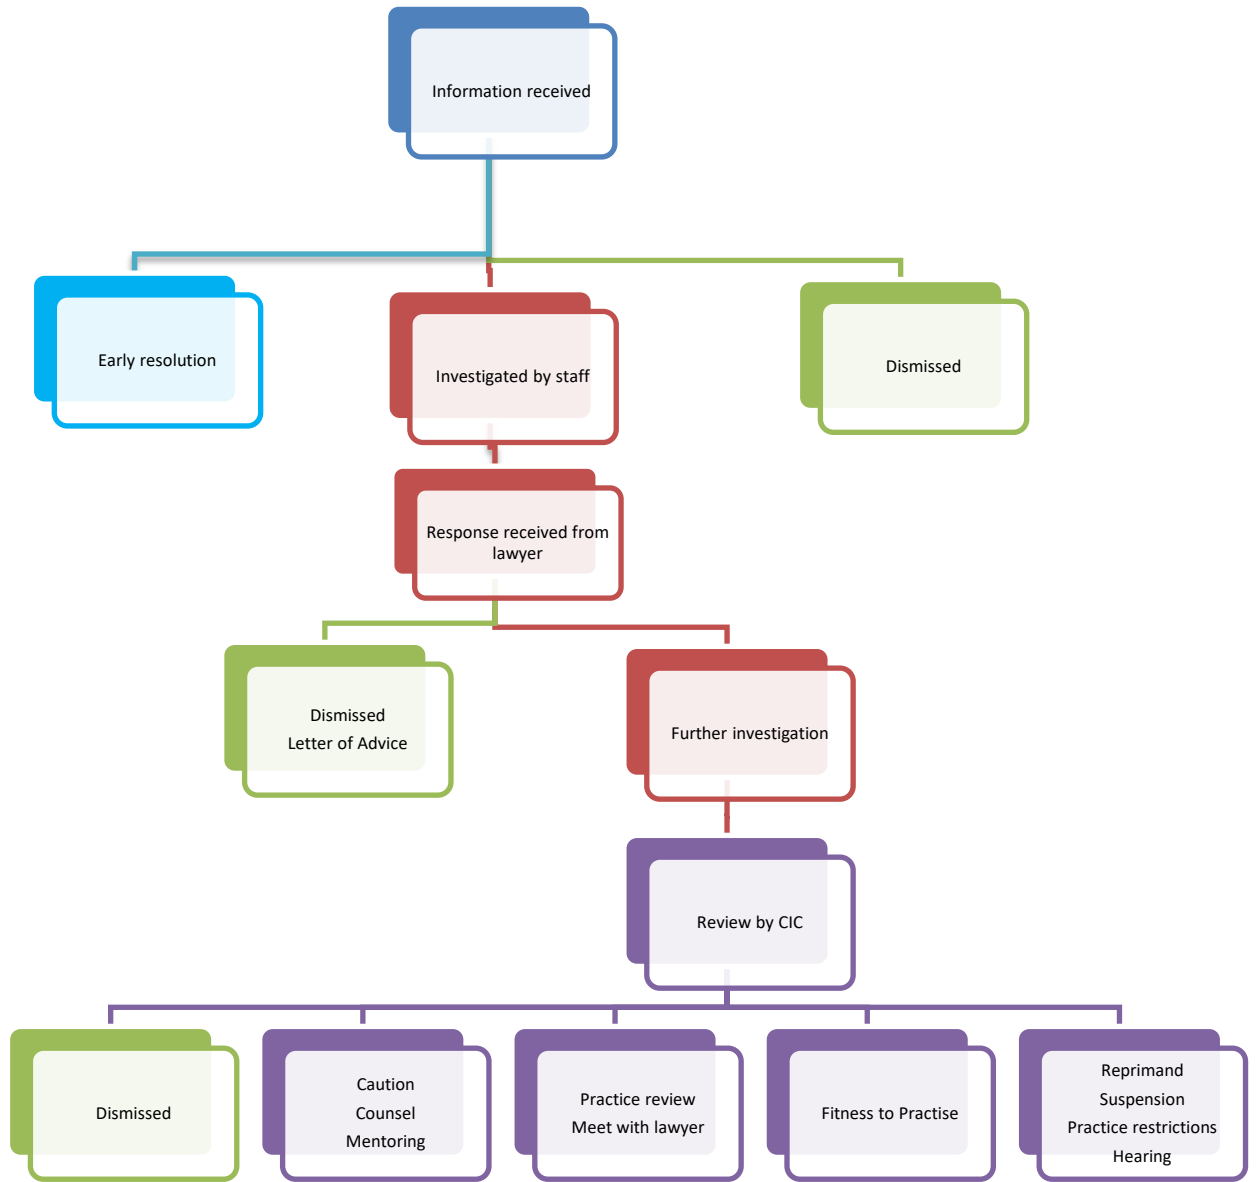 Information received
Early resolution
Investigated by staff
Dismissed
Response received from
lawyer
Dismissed
Letter of Advice
Further investigation
Review by CIC
Dismissed
Caution
Counsel
Mentoring
Practice review
Meet with lawyer
Fitness to Practise
Reprimand
Suspension
Practice restrictions
Hearing